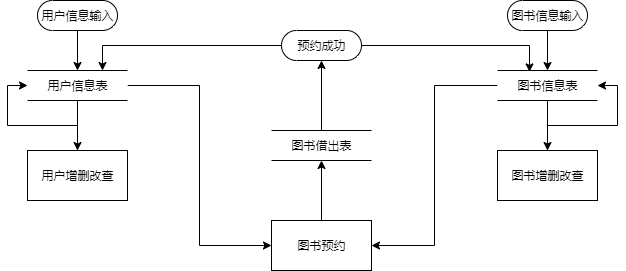 用户信息输入
图书信息输入
预约成功
用户信息表
图书信息表
图书借出表
用户增删改查
图书增删改查
图书预约